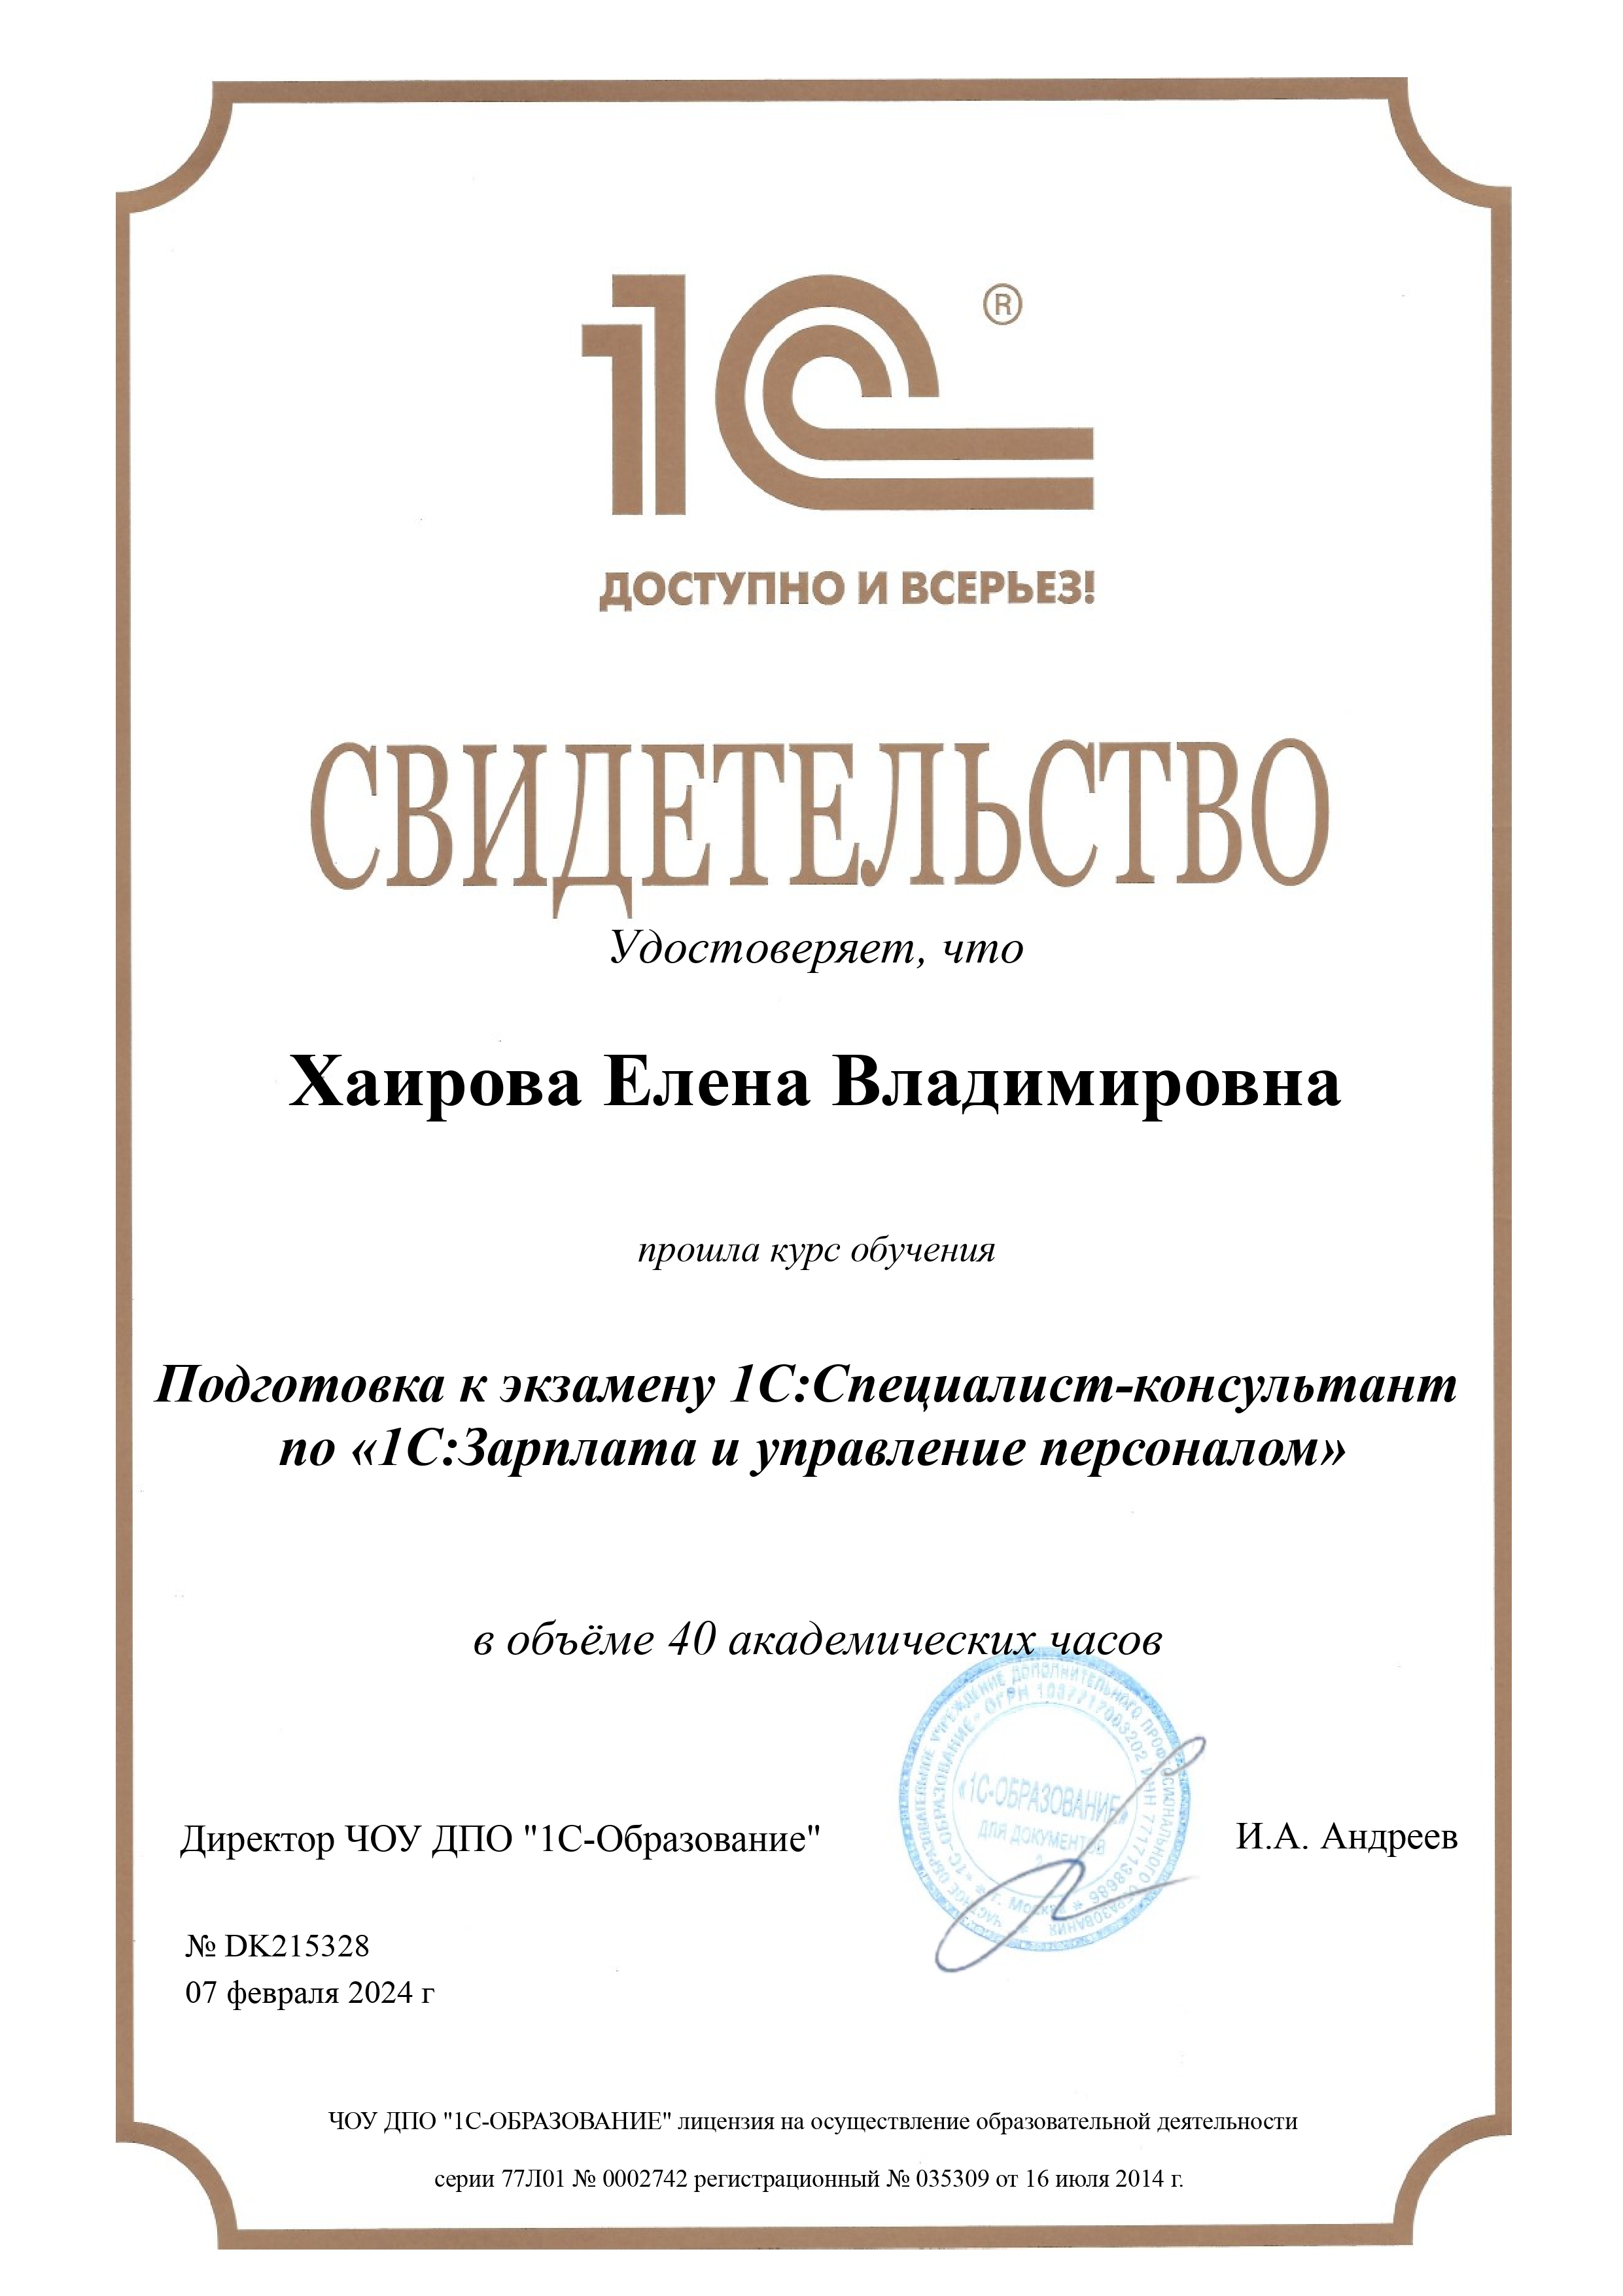 1С®
ДОСТУПНО И ВСЕРЬЕЗ!
СВИДЕТЕЛЬСТВО
Удостоверяет, что
Хаирова Елена Владимировна
прошла курс обучения
Подготовка к экзамену 1С:Специалист-консультант
по «1С:Зарплата и управление персоналом»
в объёме 40 академических часов
Директор ЧОУ ДПО "1С-Образование"
«1С-ОБРАЗОВАНИЕ»
ДЛЯ ДОКУМЕНТОВ
И.А. Андреев
№ DK215328
07 февраля 2024 г
ЧОУ ДПО "1С-ОБРАЗОВАНИЕ" лицензия на осуществление образовательной деятельности
серии 77Л01 № 0002742 регистрационный № 035309 от 16 июля 2014 г.